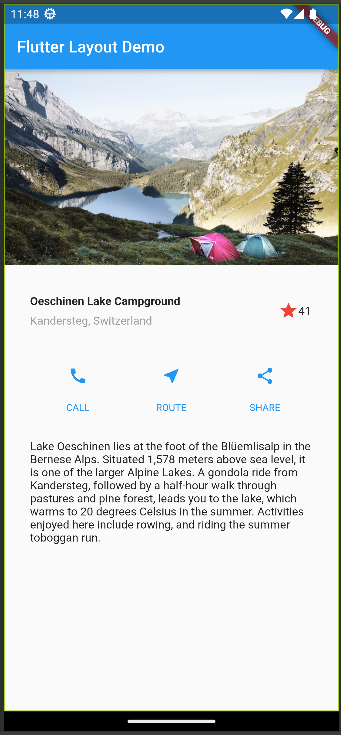 11:48
DEBUG
Flutter Layout Demo
Oeschinen Lake Campground
Kandersteg, Switzerland
41
CALL ROUTE SHARE
Lake Oeschinen lies at the foot of the Blüemlisalp in the
Bernese Alps. Situated 1,578 meters above sea level, it
is one of the larger Alpine Lakes. A gondola ride from
Kandersteg, followed by a half-hour walk through
pastures and pine forest, leads you to the lake, which
warms to 20 degrees Celsius in the summer. Activities
enjoyed here include rowing, and riding the summer
toboggan run.